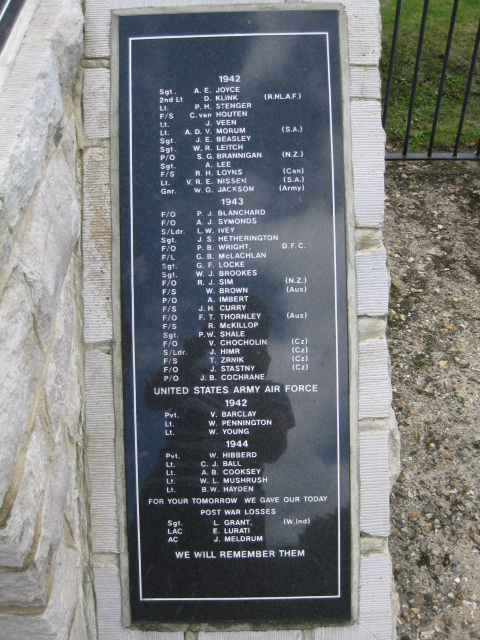 1942
Sgt. A. E. JOYCE
2nd Lt D. KLINK (R.NL.A.F.)
Lt. P. H. STENGER
F/S C. van HOUTEN
Lt. J. VEEN
Lt. A. D. V. MORUM (S.A.)
Sgt. J. E. BEASLEY
Sgt. W. R. LEITCH
P/O S. G. BRANNIGAN (N.Z.)
Sgt. A. LEE
F/S R. H. LOYNS (Can)
Lt. V. R. E. NISSEN (S.A.)
Gnr. W. G. JACKSON (Army)
1943
F/O P. J. BLANCHARD
F/O A. J. SYMONDS
S/Ldr. L. W. IVEY
Sgt. J. S. HETHERINGTON
F/O P. B. WRIGHT. D.F.C.
F/L G. B. McLACHLAN
Sgt. G. F. LOCKE
Sgt. W. J. BROOKES
F/O R. J. SIM (N.Z.)
F/S W. BROWN (Aus)
P/O A. IMBERT
F/S J. H. CURRY
F/O F. T. THORNLEY (Aus)
F/S R. McKILLOP
Sgt. P. W. SHALE
F/O V. CHOCHOLIN (Cz)
S/Ldr. J. HIMR (Cz)
F/S T. ZRNIK (Cz)
F/O J. STASTNY (Cz)
P/O J. B. COCHRANE
UNITED STATES ARMY AIR FORCE
1942
Pvt. V. BARCLAY
Lt. W. PENNINGTON
Lt. W. YOUNG
1944
Pvt. W. HIBBERD
Lt. C. J. BALL
Lt. A. B. COOKSEY
Lt. W. L. MUSHRUSH
Lt. B. W. HAYDEN
FOR YOUR TOMORROW WE GAVE OUR TODAY
POST WAR LOSSES
Sgt. L. GRANT. (W.Ind)
LAC E. LURATI
AC J. MELDRUM
WE WILL REMEMBER THEM